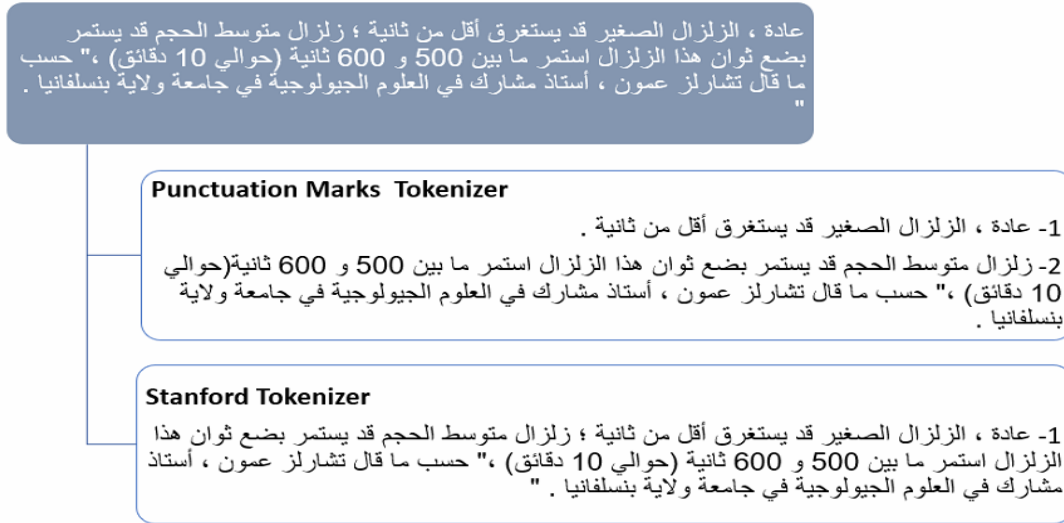 عادة ، الزلزال الصغير قد يستغرق أقل من ثانية ؛ زلزال متوسط الحجم قد يستمر
بضع ثوان هذا الزلزال استمر ما بين 500 و 600 ثانية (حوالي 10 دقائق) ،" حسب
ما قال تشارلز عمون ، أستاذ مشارك في العلوم الجيولوجية في جامعة ولاية بنسلفانيا .
"
Punctuation Marks Tokenizer
1- عادة ، الزلزال الصغير قد يستغرق أقل من ثانية .
2- زلزال متوسط الحجم قد يستمر بضع ثوان هذا الزلزال استمر ما بين 500 و 600 ثانية(حوالي
10 دقائق) ،" حسب ما قال تشارلز عمون ، أستاذ مشارك في العلوم الجيولوجية في جامعة ولاية
بنسلفانيا .
Stanford Tokenizer
1- عادة ، الزلزال الصغير قد يستغرق أقل من ثانية ؛ زلزال متوسط الحجم قد يستمر بضع ثوان هذا
الزلزال استمر ما بين 500 و 600 ثانية (حوالي 10 دقائق) ،" حسب ما قال تشارلز عمون ، أستاذ
مشارك في العلوم الجيولوجية في جامعة ولاية بنسلفانيا . "